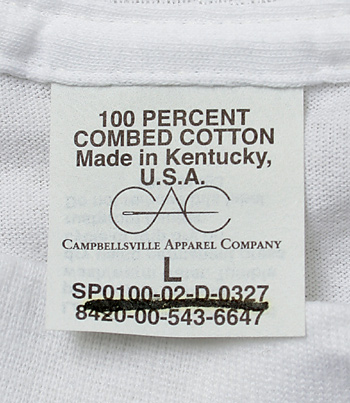 100 PERCENT
COMBED COTTON
Made in Kentucky,
U.S.A.
CAC
CAMPBELLSVILLE APPAREL COMPANY
L
SP0100-02-D-0327
8420-00-543-6647